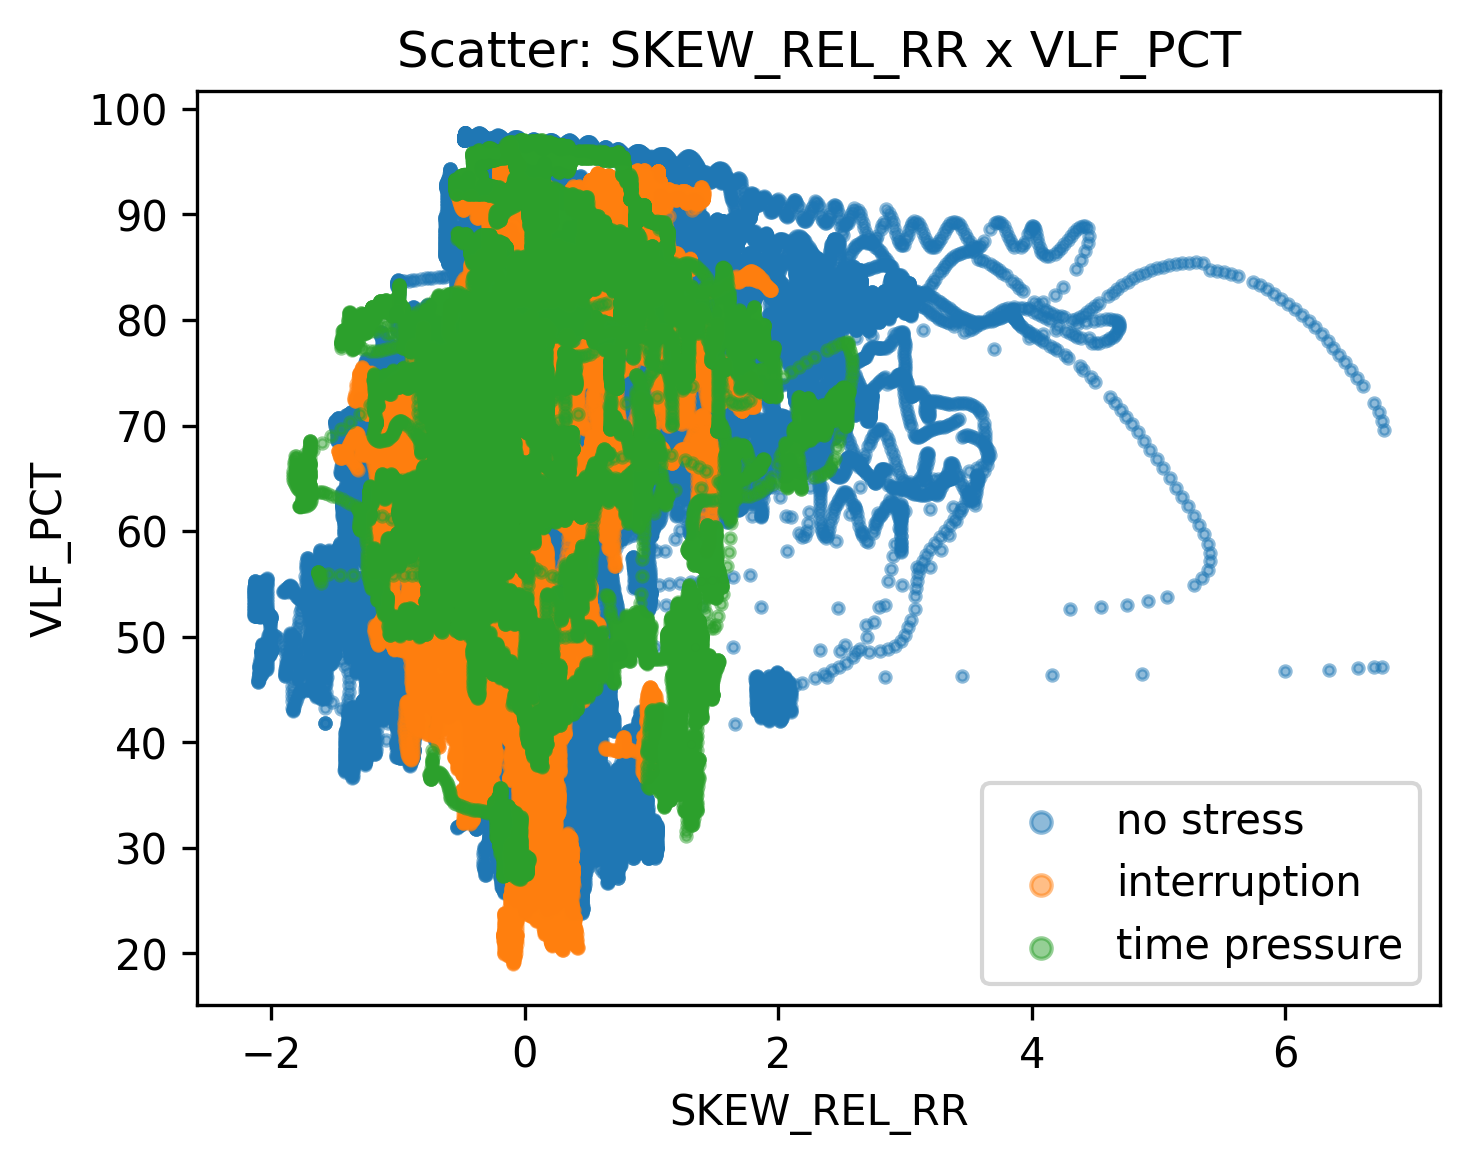 Scatter: SKEW_REL_RR x VLF_PCT
100
90
80
70
60
50
40
30
20
VLF_PCT
−2
0
2
4
6
SKEW_REL_RR
no stress
interruption
time pressure